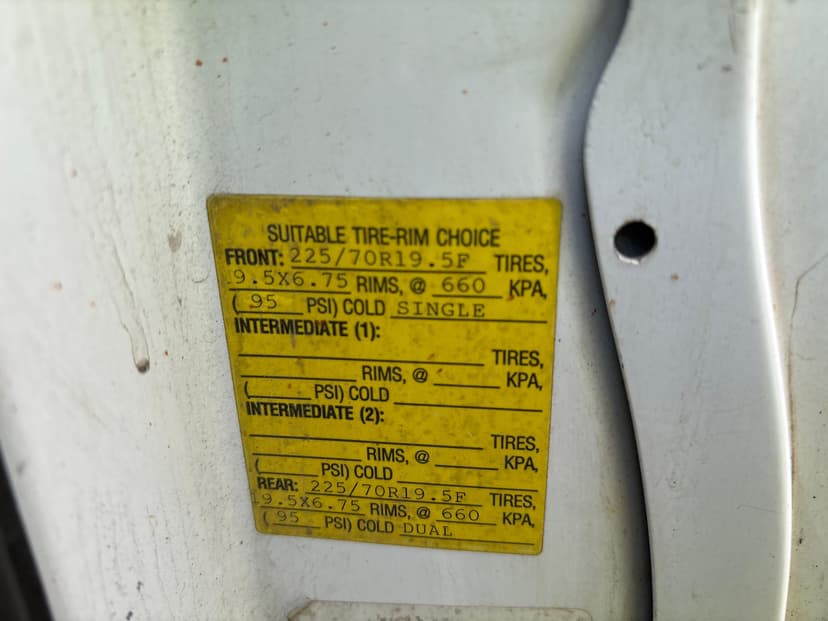 SUITABLE TIRE-RIM CHOICE
FRONT: 225/70R19.5F TIRES,
19.5X6.75 RIMS, @ 660 KPA,
( 95 PSI) COLD SINGLE
INTERMEDIATE (1):
TIRES,
RIMS, @ KPA,
( PSI) COLD
INTERMEDIATE (2):
TIRES,
RIMS, @ KPA,
( PSI) COLD
REAR: 225/70R19.5F TIRES,
19.5X6.75 RIMS, @ 660 KPA,
( 95 PSI) COLD DUAL